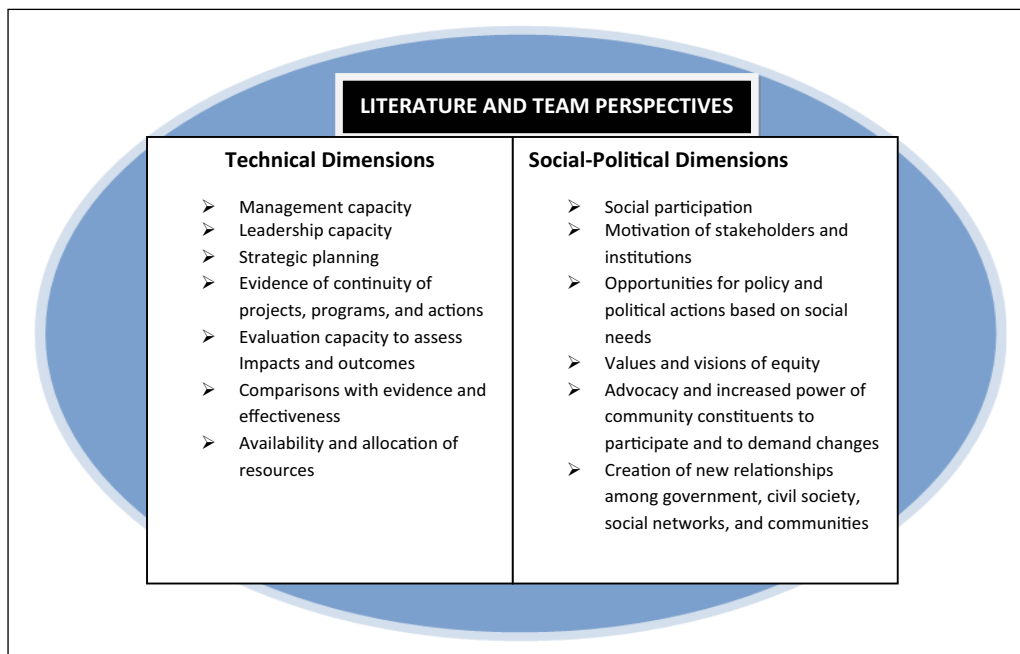 LITERATURE AND TEAM PERSPECTIVES
Technical Dimensions
➢ Management capacity
➢ Leadership capacity
➢ Strategic planning
➢ Evidence of continuity of
projects, programs, and actions
➢ Evaluation capacity to assess
Impacts and outcomes
➢ Comparisons with evidence and
effectiveness
➢ Availability and allocation of
resources
Social-Political Dimensions
➢ Social participation
➢ Motivation of stakeholders and
institutions
➢ Opportunities for policy and
political actions based on social
needs
➢ Values and visions of equity
➢ Advocacy and increased power of
community constituents to
participate and to demand changes
➢ Creation of new relationships
among government, civil society,
social networks, and communities